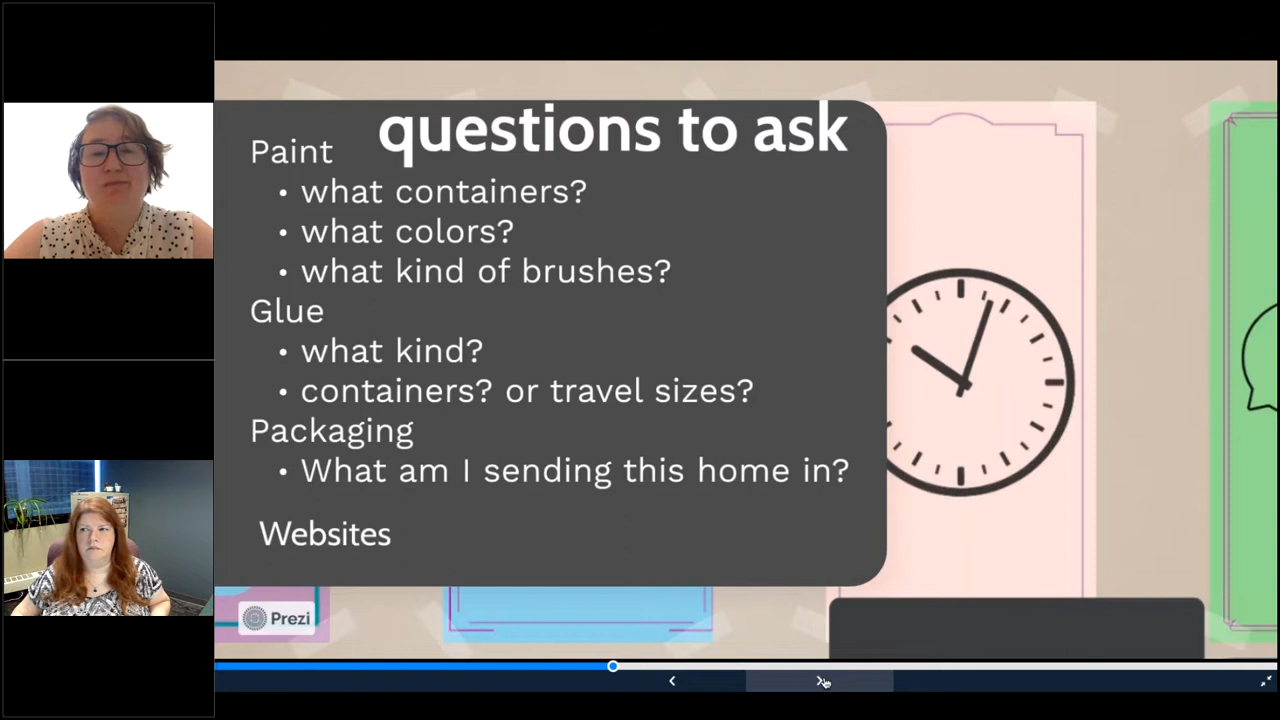 questions to ask
Paint
• what containers?
• what colors?
• what kind of brushes?
Glue
• what kind?
• containers? or travel sizes?
Packaging
• What am I sending this home in?
Websites
Prezi